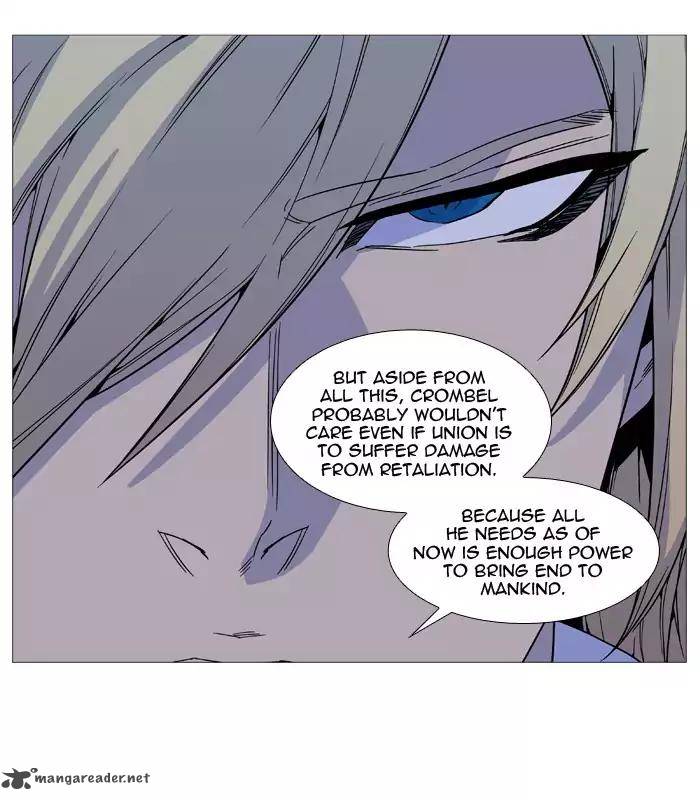 BUT ASIDE FROM
ALL THIS, CROMBEL
PROBABLY WOULDN'T
CARE EVEN IF UNION IS
TO SUFFER DAMAGE
FROM RETALIATION.
BECAUSE ALL
HE NEEDS AS OF
NOW IS ENOUGH POWER
TO BRING END TO
MANKIND.
mangareader.net